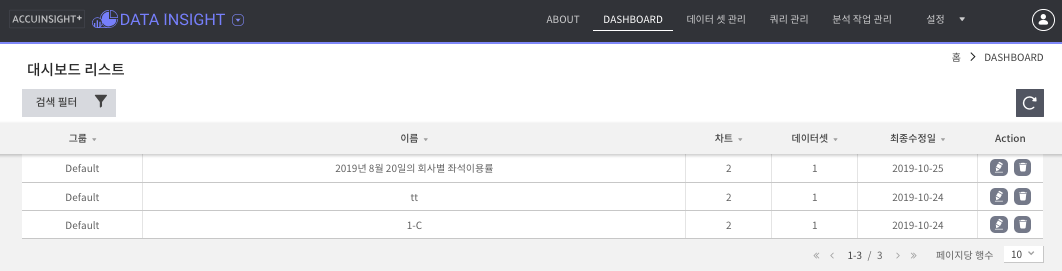 ACCUINSIGHT+ DATA INSIGHT ABOUT DASHBOARD 데이터 셋 관리 쿼리 관리 분석 작업 관리 설정
홈 > DASHBOARD
대시보드 리스트
검색 필터
그룹 이름 차트 데이터셋 최종수정일 Action
Default 2019년 8월 20일의 회사별 좌석이용률 2 1 2019-10-25
Default tt 2 1 2019-10-24
Default 1-C 2 1 2019-10-24
« ‹ 1-3 / 3 › » 페이지당 행수 10